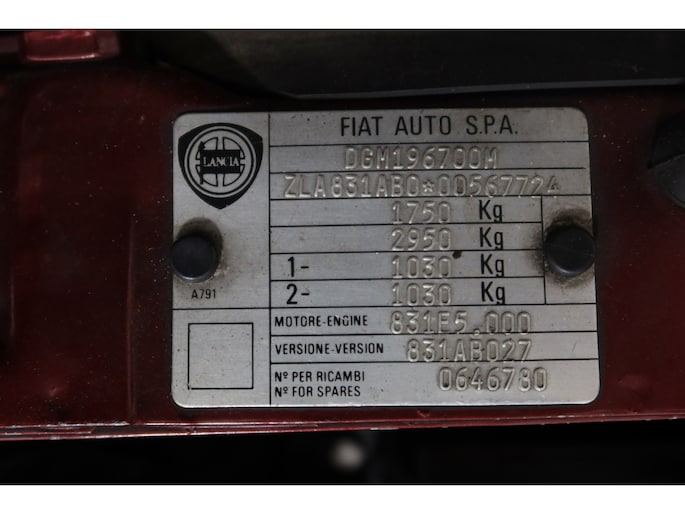 FIAT AUTO S.P.A.
LANCIA
DGM196700M
ZLA831AB0*00567724
1750 Kg
2950 Kg
1- 1030 Kg
2- 1030 Kg
A791
MOTORE-ENGINE 831E5.000
VERSIONE-VERSION 831AB027
Nº PER RICAMBI
Nº FOR SPARES 0646780